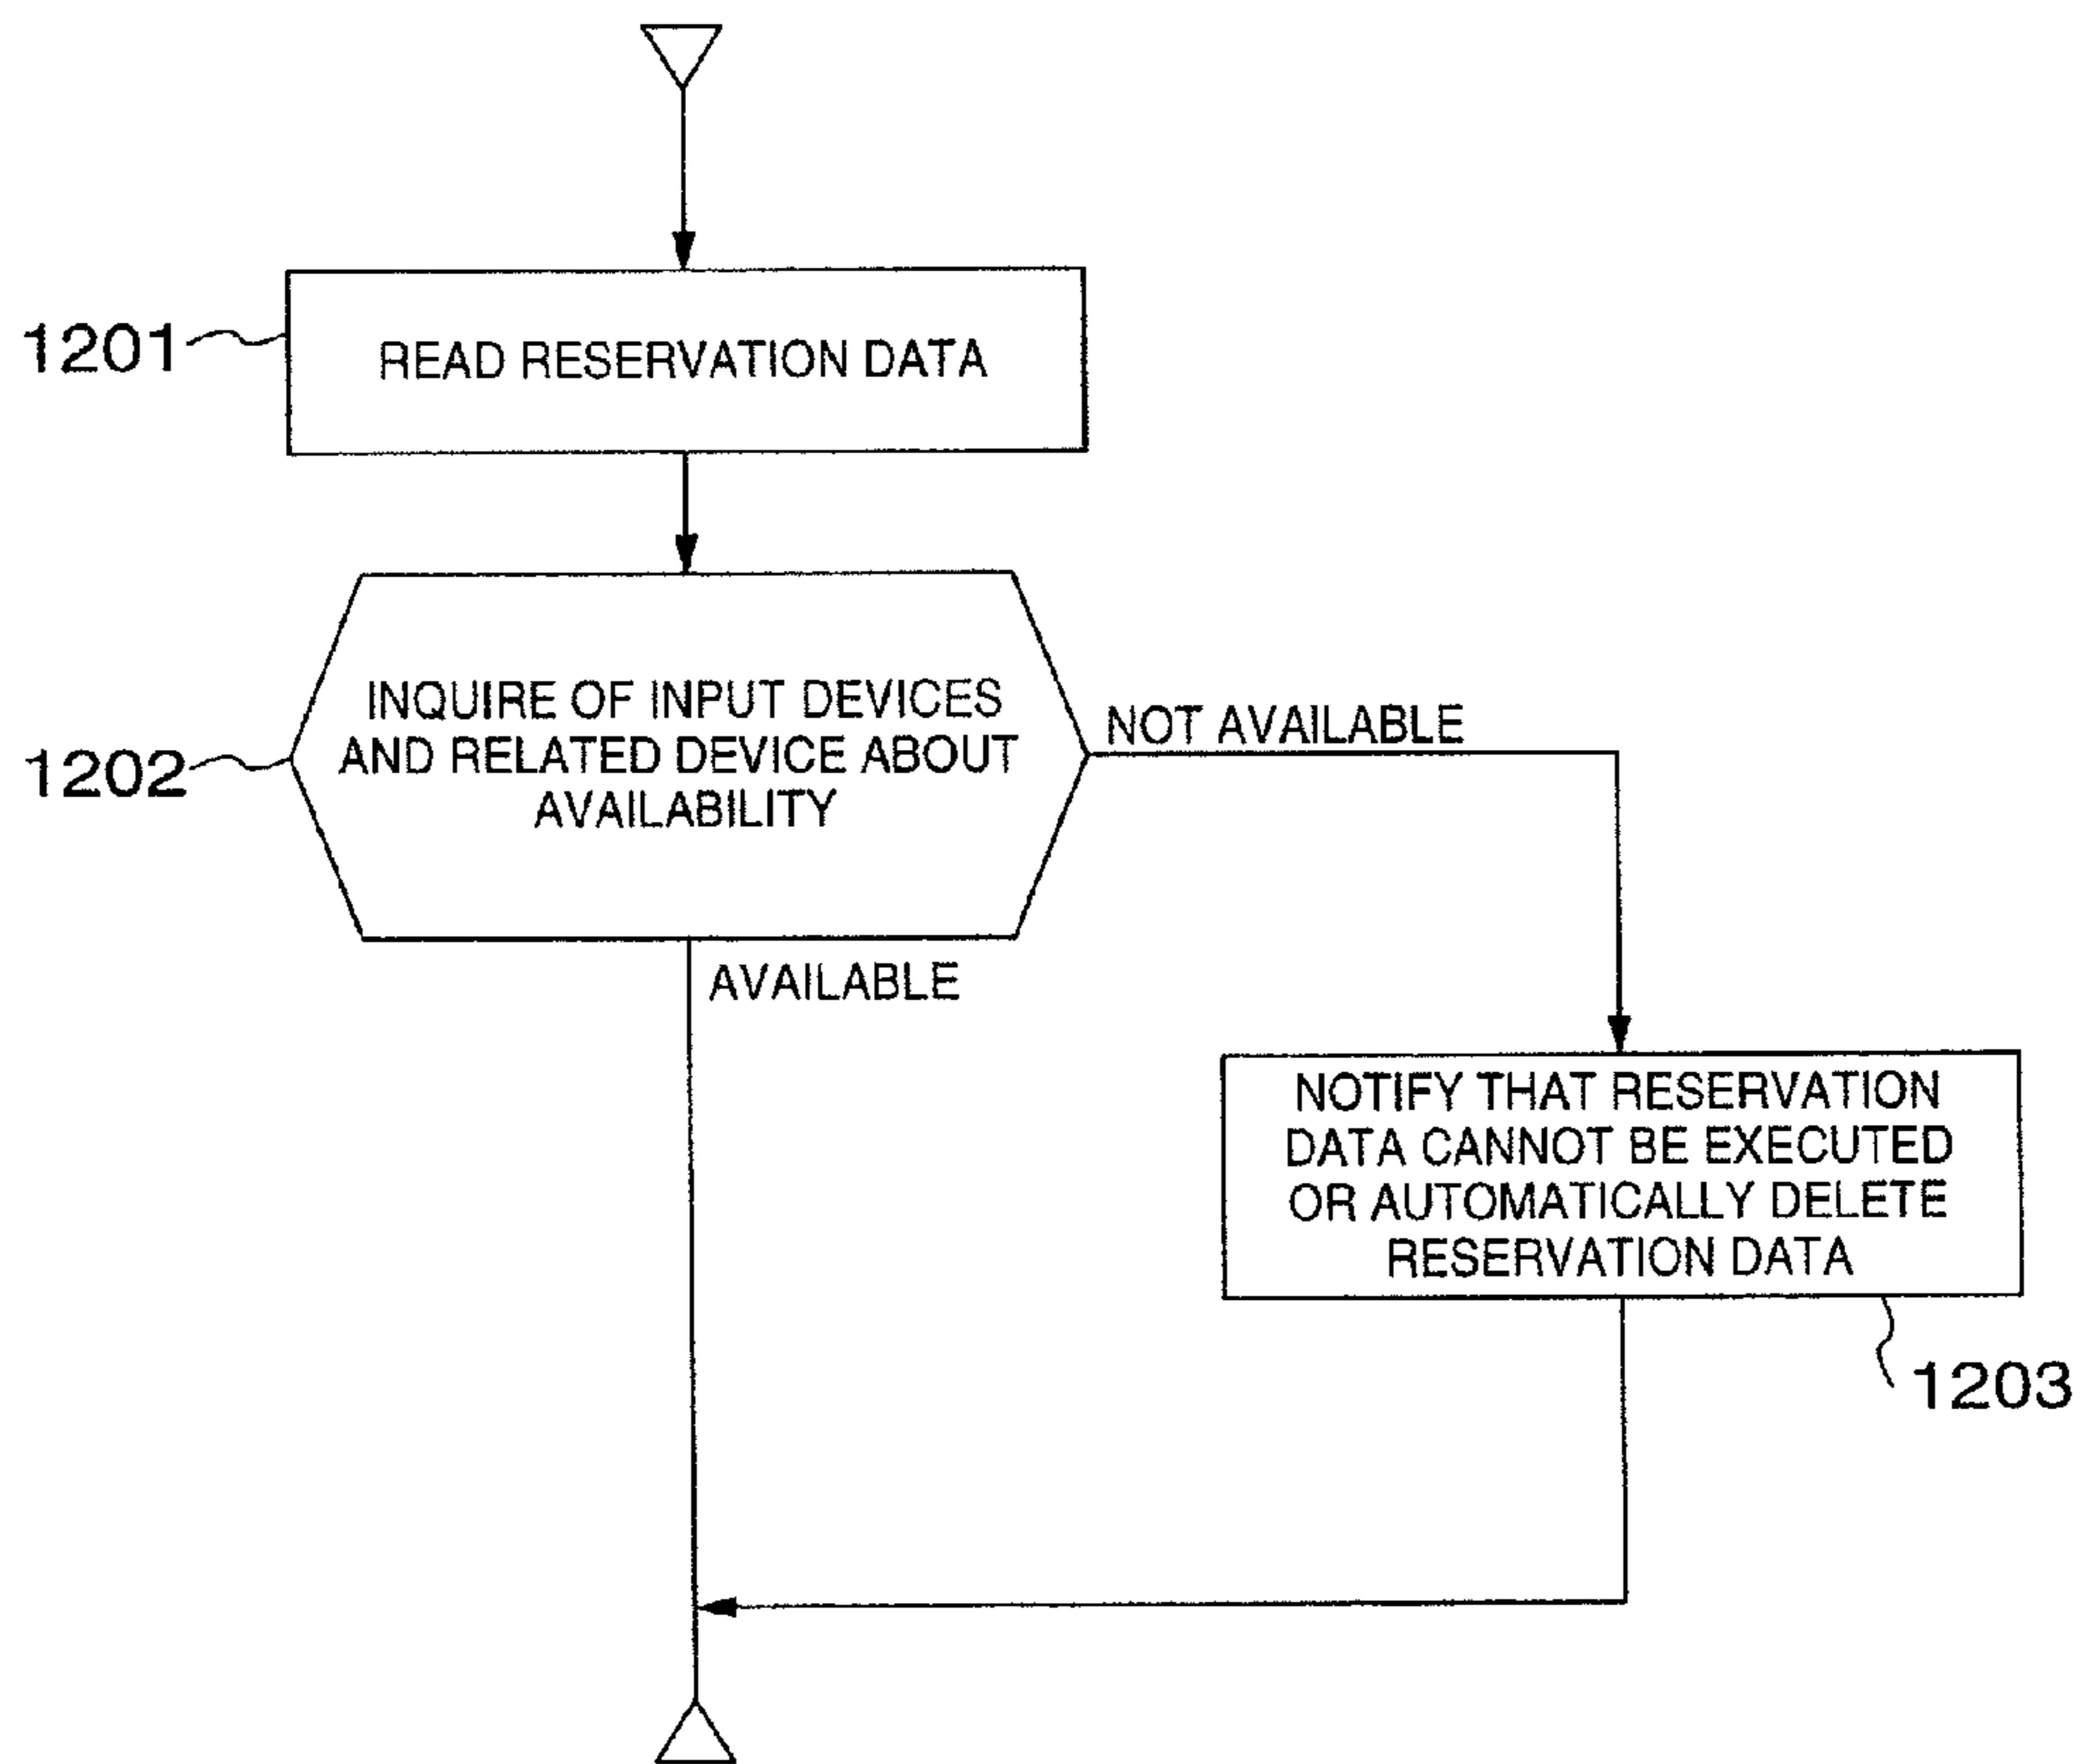 1201
READ RESERVATION DATA
1202
INQUIRE OF INPUT DEVICES
AND RELATED DEVICE ABOUT
AVAILABILITY
NOT AVAILABLE
AVAILABLE
NOTIFY THAT RESERVATION
DATA CANNOT BE EXECUTED
OR AUTOMATICALLY DELETE
RESERVATION DATA
1203